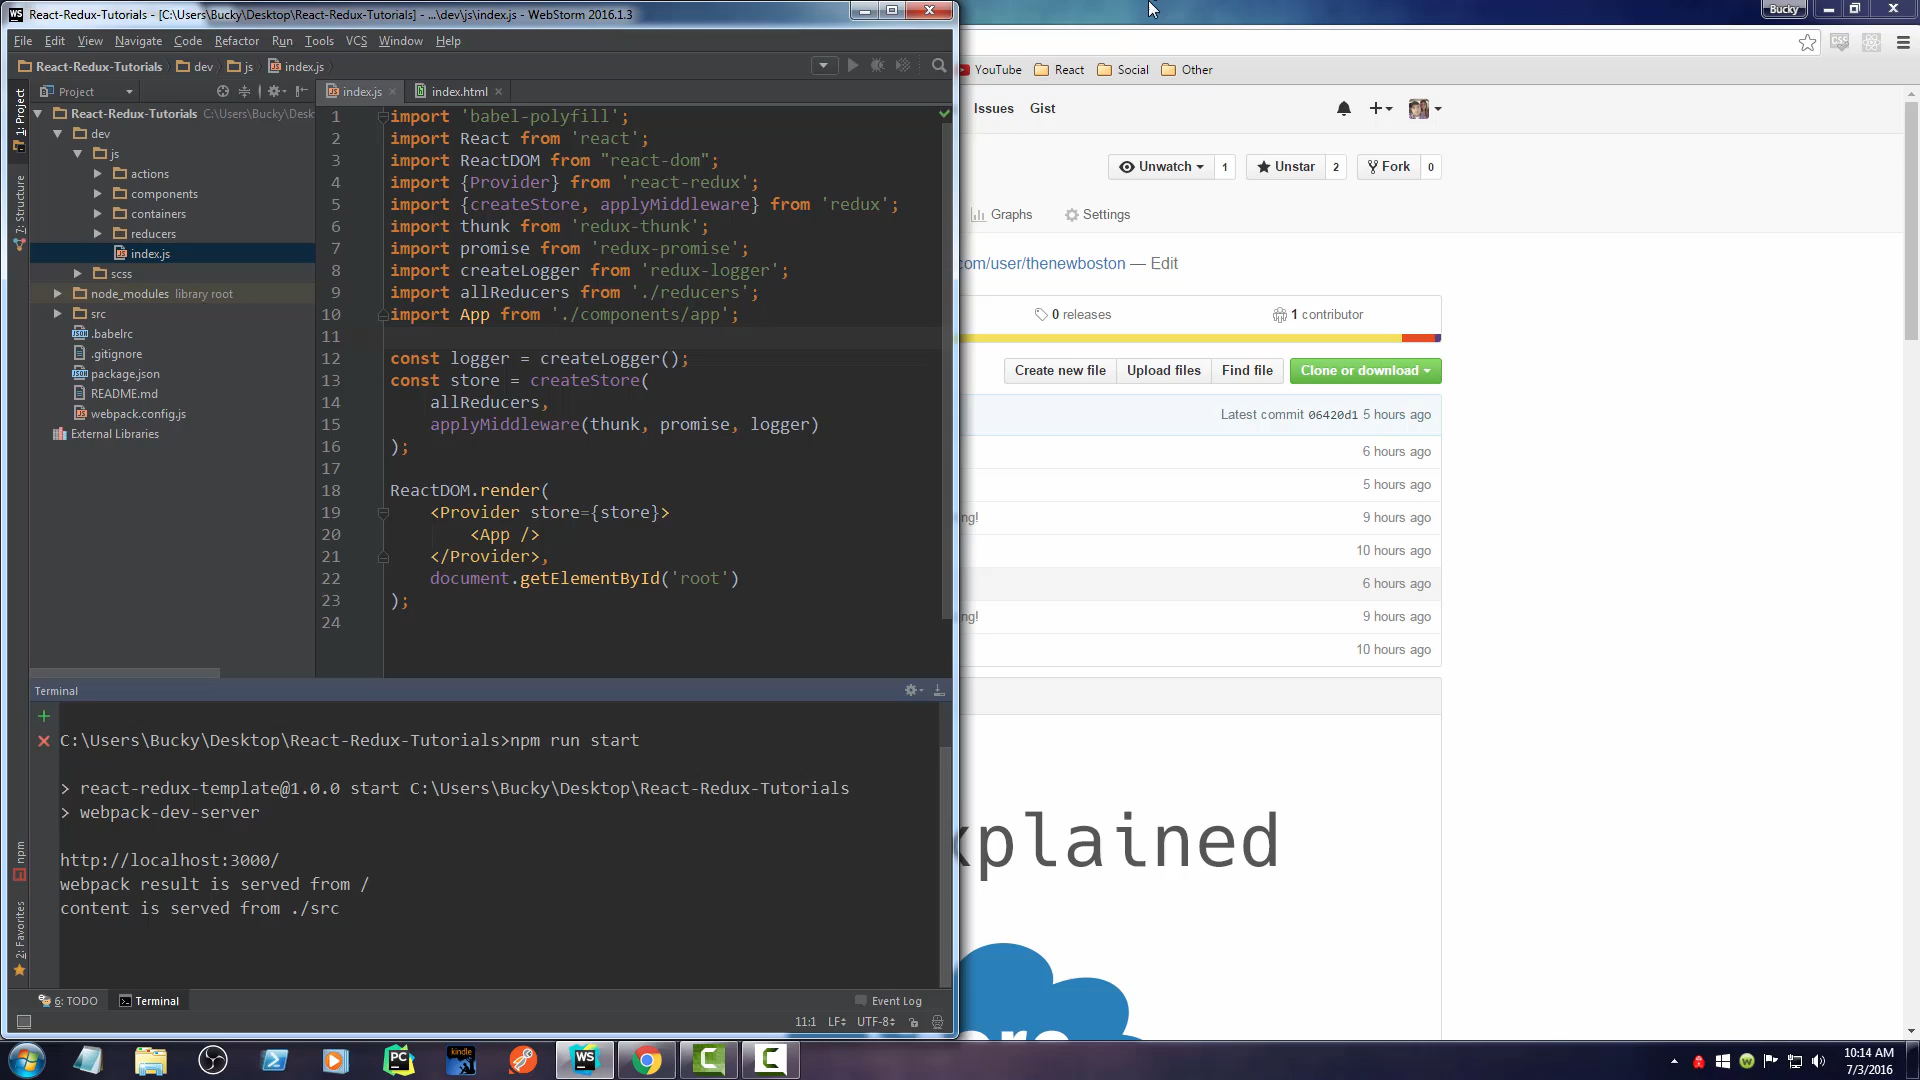 React-Redux-Tutorials - [C:\Users\Bucky\Desktop\React-Redux-Tutorials] - ...\dev\js\index.js - WebStorm 2016.1.3
Bucky
File Edit View Navigate Code Refactor Run Tools VCS Window Help
React-Redux-Tutorials dev js index.js
YouTube React Social Other
1: Project
7: Structure
npm
2: Favorites
Project
index.js index.html
React-Redux-Tutorials C:\Users\Bucky\Desk
dev
js
actions
components
containers
reducers
index.js
scss
node_modules library root
src
.babelrc
.gitignore
package.json
README.md
webpack.config.js
External Libraries
1 import 'babel-polyfill';
2 import React from 'react';
3 import ReactDOM from "react-dom";
4 import {Provider} from 'react-redux';
5 import {createStore, applyMiddleware} from 'redux';
6 import thunk from 'redux-thunk';
7 import promise from 'redux-promise';
8 import createLogger from 'redux-logger';
9 import allReducers from './reducers';
10 import App from './components/app';
11
12 const logger = createLogger();
13 const store = createStore(
14 allReducers,
15 applyMiddleware(thunk, promise, logger)
16 );
17
18 ReactDOM.render(
19 <Provider store={store}>
20 <App />
21 </Provider>,
22 document.getElementById('root')
23 );
24
Issues Gist
Unwatch 1 Unstar 2 Fork 0
Graphs Settings
com/user/thenewboston — Edit
0 releases 1 contributor
Create new file Upload files Find file Clone or download
Latest commit 06420d1 5 hours ago
6 hours ago
5 hours ago
ng! 9 hours ago
10 hours ago
6 hours ago
ng! 9 hours ago
10 hours ago
xplained
Terminal
C:\Users\Bucky\Desktop\React-Redux-Tutorials>npm run start
> react-redux-template@1.0.0 start C:\Users\Bucky\Desktop\React-Redux-Tutorials
> webpack-dev-server
http://localhost:3000/
webpack result is served from /
content is served from ./src
6: TODO Terminal Event Log
11:1 LF UTF-8
PC kindle WS C C
10:14 AM
7/3/2016